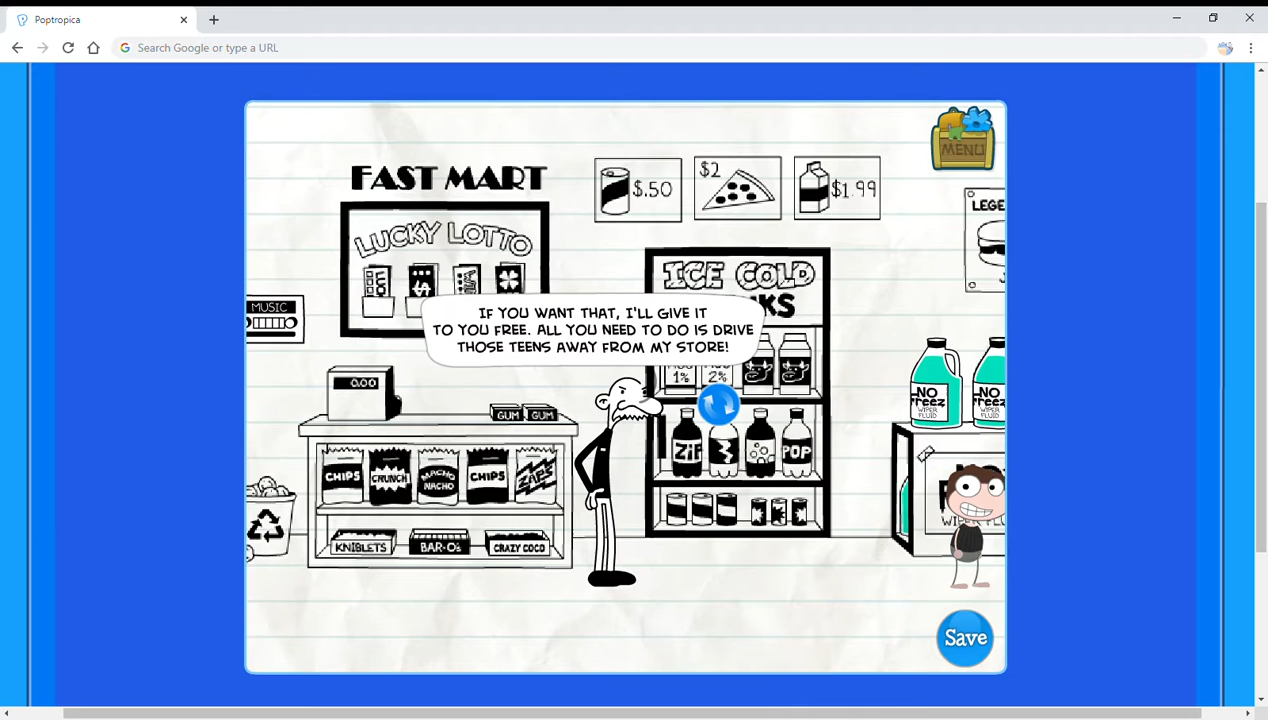 Poptropica
Search Google or type a URL
MENU
FAST MART
$.50
$2
$1.99
LEGE
LUCKY LOTTO
LUC
$
ICE COLD
KS
MUSIC
IF YOU WANT THAT, I'LL GIVE IT
TO YOU FREE. ALL YOU NEED TO DO IS DRIVE
THOSE TEENS AWAY FROM MY STORE!
1%
2%
0.00
NO
FREEZ
WIPER
FLUID
NO
FREEZ
WIPER
FLUID
GUM
GUM
ZIP
POP
CHIPS
CRUNCH
MACHO
NACHO
CHIPS
ZAPS
KNIBLETS
BAR-O's
CRAZY COCO
Save